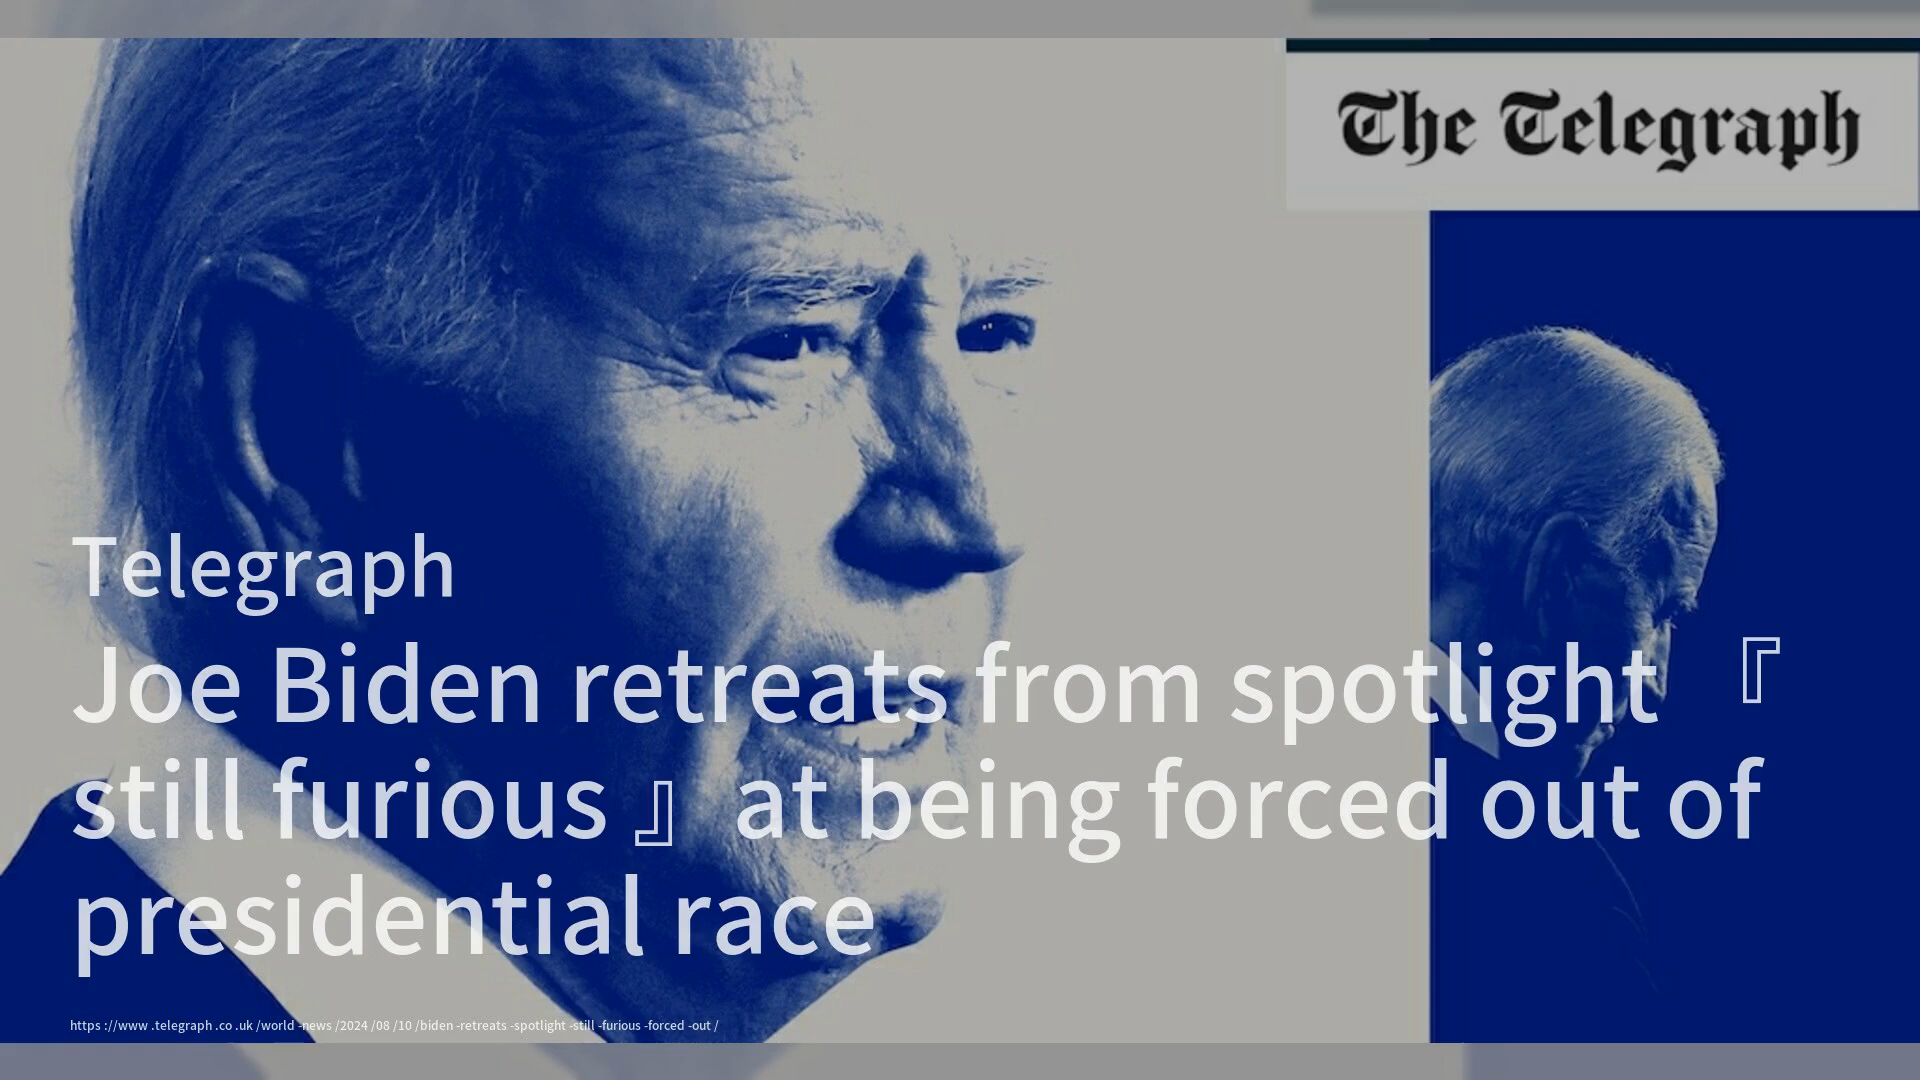 The Telegraph
Telegraph
Joe Biden retreats from spotlight 『
still furious 』 at being forced out of
presidential race
https ://www .telegraph .co .uk /world -news /2024 /08 /10 /biden -retreats -spotlight -still -furious -forced -out /